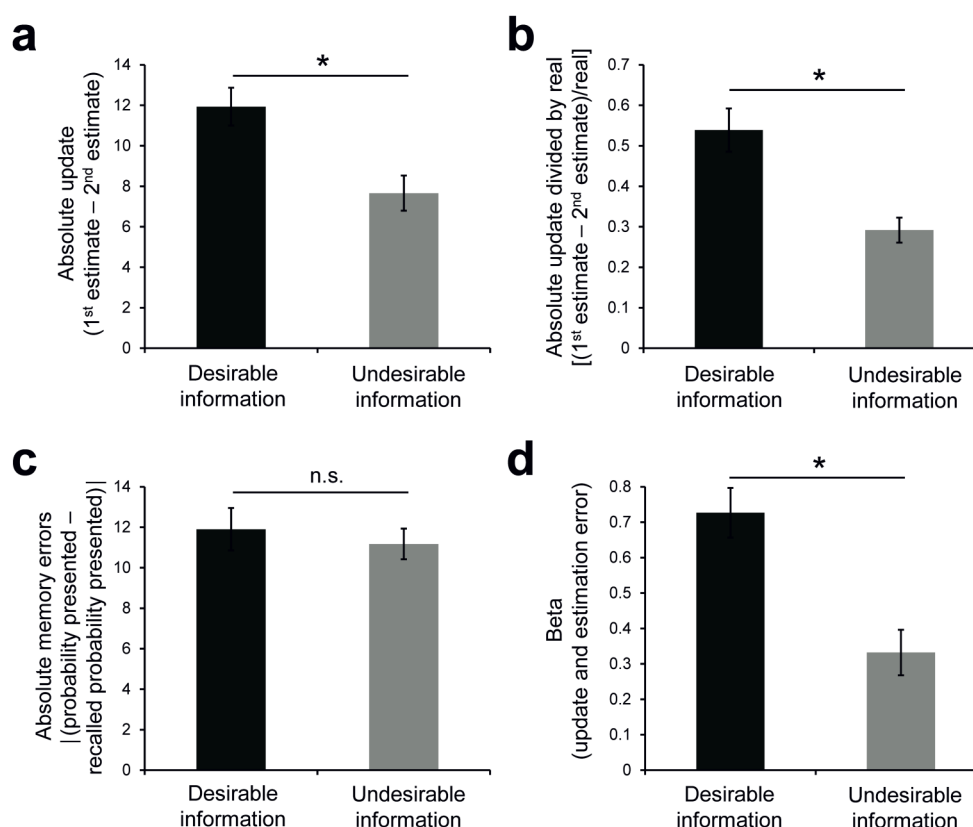 a
Absolute update
(1st estimate – 2nd estimate)
14
12
10
8
6
4
2
0
*
Desirable
information
Undesirable
information
b
Absolute update divided by real
[(1st estimate – 2nd estimate)/real]
0.7
0.6
0.5
0.4
0.3
0.2
0.1
0
*
Desirable
information
Undesirable
information
c
Absolute memory errors
|(probability presented –
recalled probability presented)|
14
12
10
8
6
4
2
0
n.s.
Desirable
information
Undesirable
information
d
Beta
(update and estimation error)
0.8
0.7
0.6
0.5
0.4
0.3
0.2
0.1
0
*
Desirable
information
Undesirable
information